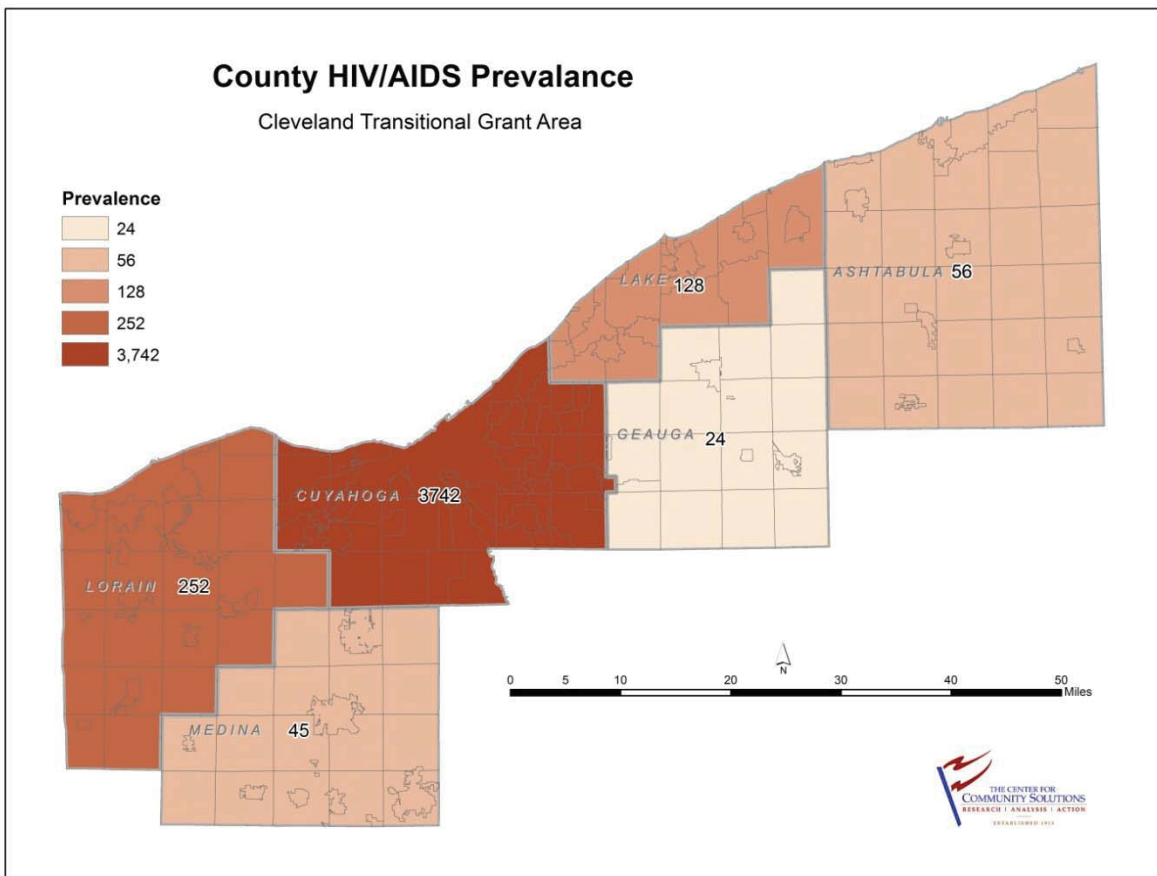 County HIV/AIDS Prevalance
Cleveland Transitional Grant Area
Prevalence
24
56
128
252
3,742
LAKE 128
ASHTABULA 56
GEAUGA 24
CUYAHOGA 3742
LORAIN 252
MEDINA 45
N
0 5 10 20 30 40 50
Miles
THE CENTER FOR
COMMUNITY SOLUTIONS
RESEARCH | ANALYSIS | ACTION
ESTABLISHED 1913